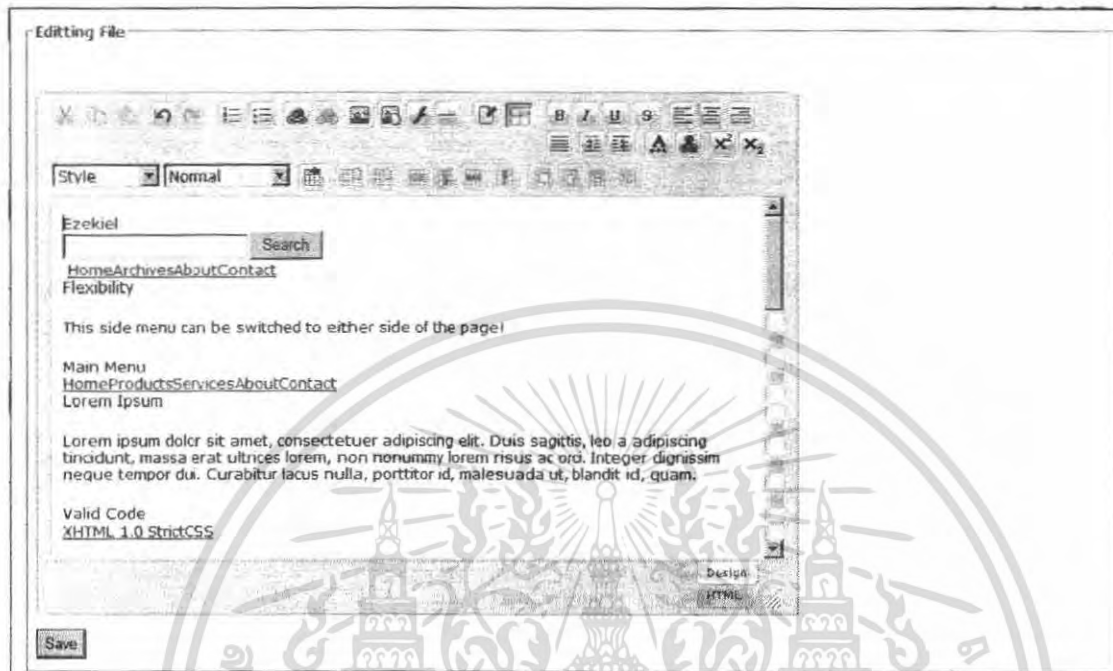 Editting File
B I U S
A x² x₂
Style Normal
Ezekiel
Search
HomeArchivesAboutContact
Flexibility
This side menu can be switched to either side of the page!
Main Menu
HomeProductsServicesAboutContact
Lorem Ipsum
Lorem ipsum dolor sit amet, consectetuer adipiscing elit. Duis sagittis, leo a adipiscing
tincidunt, massa erat ultrices lorem, non nonummy lorem risus ac orci. Integer dignissim
neque tempor dui. Curabitur lacus nulla, porttitor id, malesuada ut, blandit id, quam.
Valid Code
XHTML 1.0 StrictCSS
Design
HTML
Save